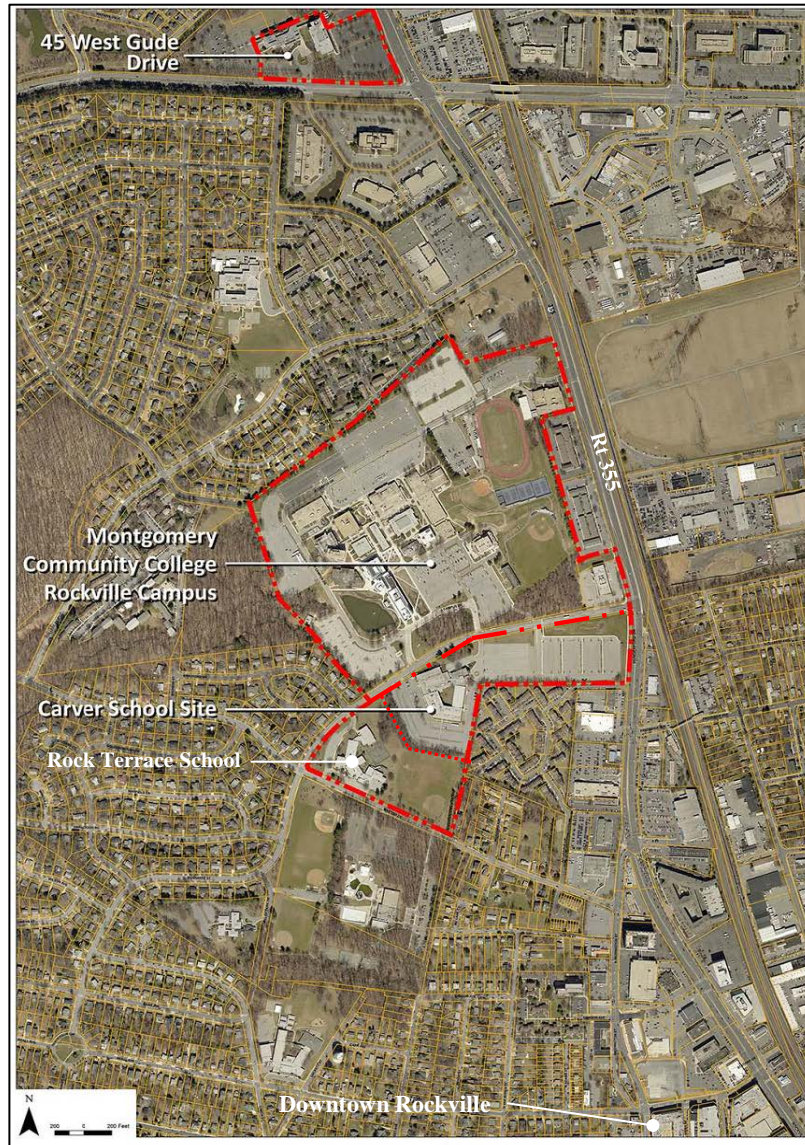 45 West Gude
Drive
Rt 355
Montgomery
Community College
Rockville Campus
Carver School Site
Rock Terrace School
Downtown Rockville
N
200 0 200 Feet